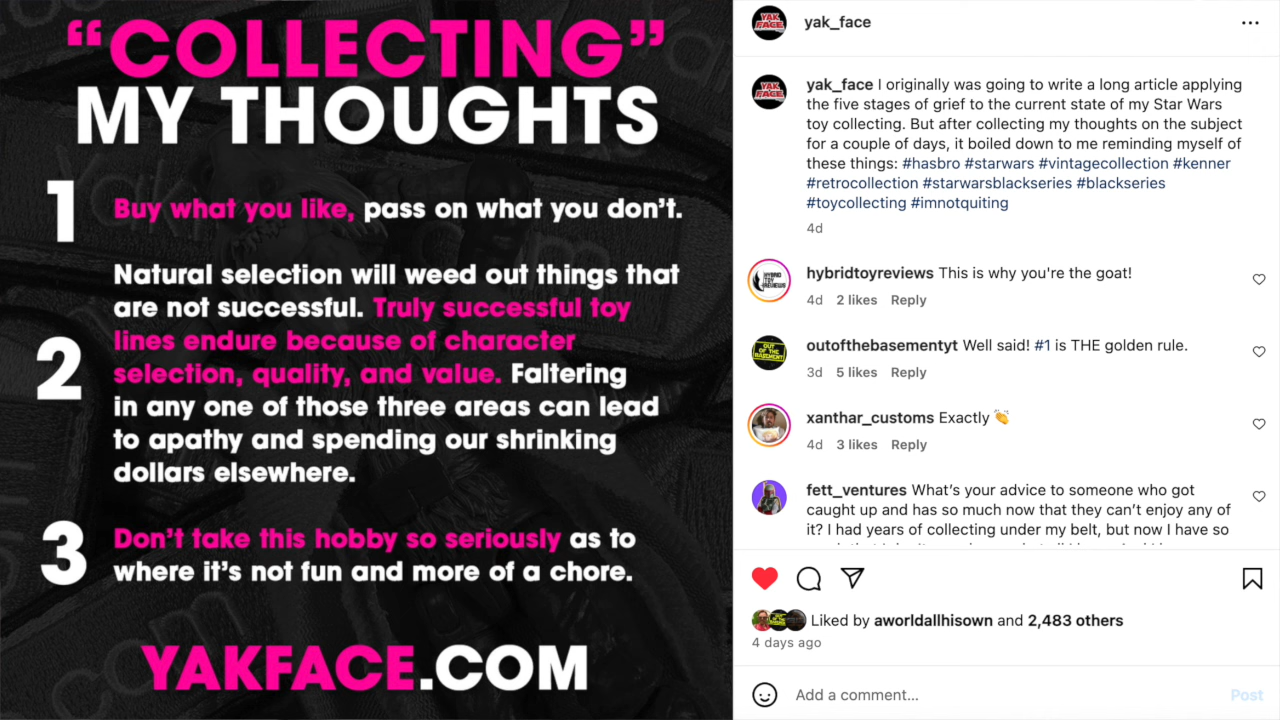 “COLLECTING”
MY THOUGHTS
1
Buy what you like, pass on what you don’t.
2
Natural selection will weed out things that
are not successful. Truly successful toy
lines endure because of character
selection, quality, and value. Faltering
in any one of those three areas can lead
to apathy and spending our shrinking
dollars elsewhere.
3
Don’t take this hobby so seriously as to
where it’s not fun and more of a chore.
YAKFACE.COM
YAK
FACE
yak_face
YAK
FACE
yak_face I originally was going to write a long article applying
the five stages of grief to the current state of my Star Wars
toy collecting. But after collecting my thoughts on the subject
for a couple of days, it boiled down to me reminding myself of
these things: #hasbro #starwars #vintagecollection #kenner
#retrocollection #starwarsblackseries #blackseries
#toycollecting #imnotquiting
4d
HYBRID
TOY
REVIEWS
hybridtoyreviews This is why you're the goat!
4d 2 likes Reply
OUT
OF THE
BASEMENT
outofthebasementyt Well said! #1 is THE golden rule.
3d 5 likes Reply
xanthar_customs Exactly 👏
4d 3 likes Reply
fett_ventures What’s your advice to someone who got
caught up and has so much now that they can’t enjoy any of
it? I had years of collecting under my belt, but now I have so
Liked by aworldallhisown and 2,483 others
4 days ago
Add a comment...
Post